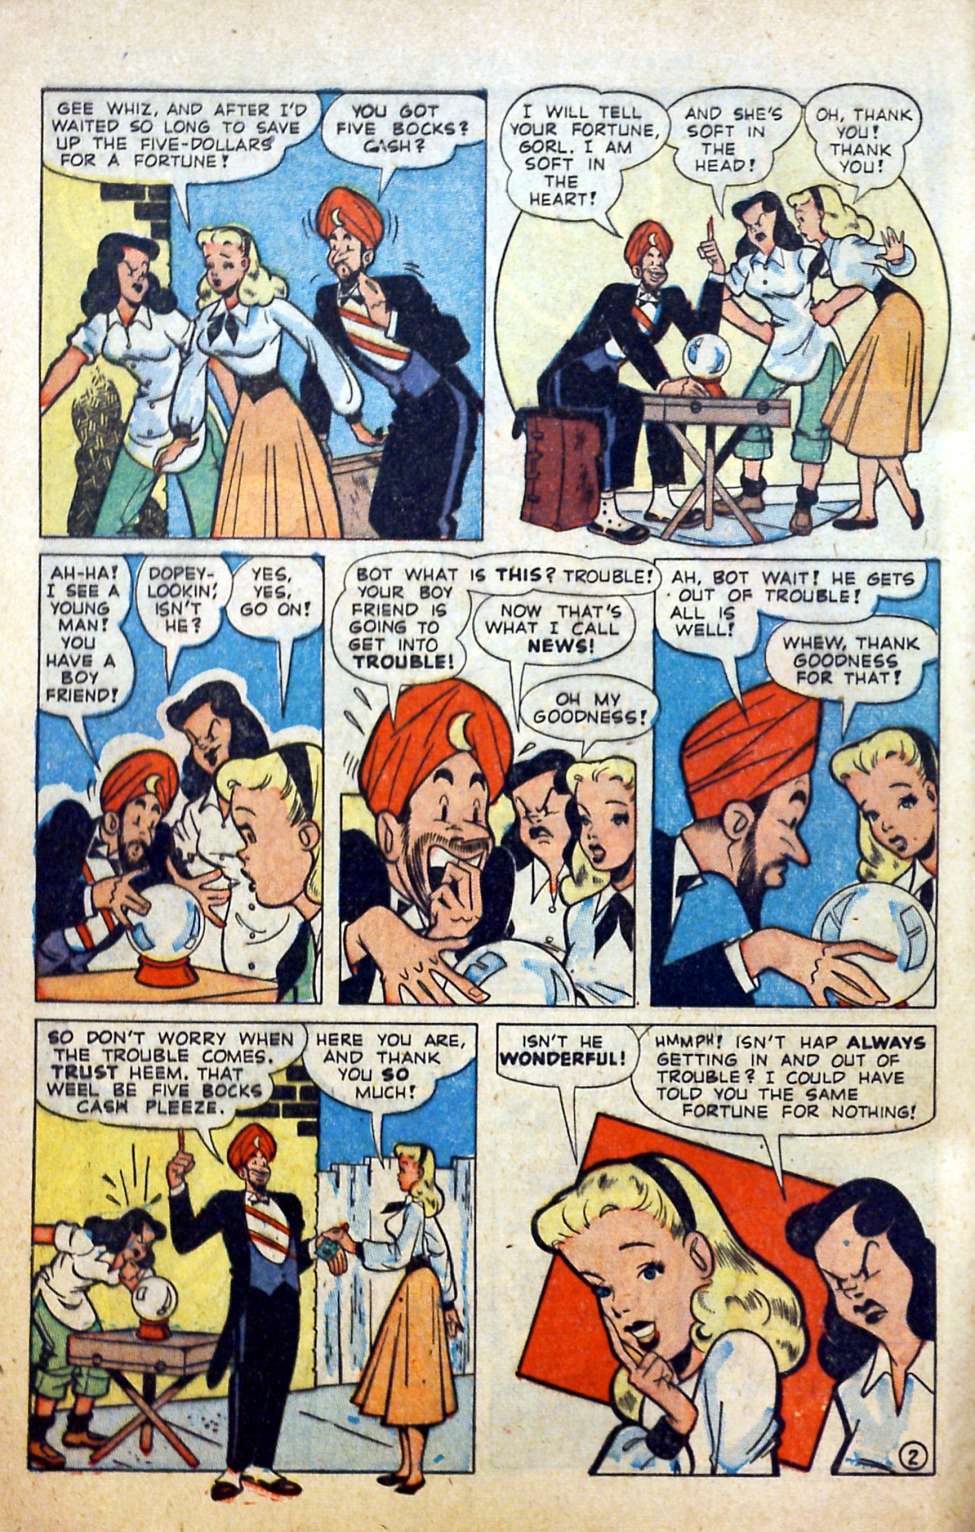 GEE WHIZ, AND AFTER I'D
WAITED SO LONG TO SAVE
UP THE FIVE-DOLLARS
FOR A FORTUNE!
YOU GOT
FIVE BOCKS?
CASH?
I WILL TELL
YOUR FORTUNE,
GORL. I AM
SOFT IN
THE
HEART!
AND SHE'S
SOFT IN
THE
HEAD!
OH, THANK
YOU!
THANK
YOU!
AH-HA!
I SEE A
YOUNG
MAN!
YOU
HAVE A
BOY
FRIEND!
DOPEY-
LOOKIN',
ISN'T
HE?
YES,
YES,
GO ON!
BOT WHAT IS THIS? TROUBLE!
YOUR BOY
FRIEND IS
GOING TO
GET INTO
TROUBLE!
NOW THAT'S
WHAT I CALL
NEWS!
OH MY
GOODNESS!
AH, BOT WAIT! HE GETS
OUT OF TROUBLE!
ALL IS
WELL!
WHEW, THANK
GOODNESS
FOR THAT!
SO DON'T WORRY WHEN
THE TROUBLE COMES.
TRUST HEEM. THAT
WEEL BE FIVE BOCKS
CASH PLEEZE.
HERE YOU ARE,
AND THANK
YOU SO
MUCH!
ISN'T HE
WONDERFUL!
HMMPH! ISN'T HAP ALWAYS
GETTING IN AND OUT OF
TROUBLE? I COULD HAVE
TOLD YOU THE SAME
FORTUNE FOR NOTHING!
2